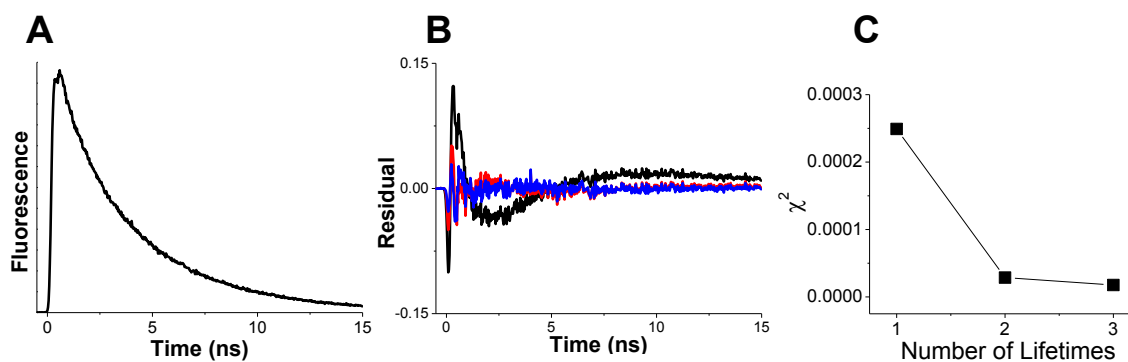 A
Fluorescence
0
5
10
15
Time (ns)
B
Residual
0.15
0.00
-0.15
0
5
10
15
Time (ns)
C
χ²
0.0003
0.0002
0.0001
0.0000
1
2
3
Number of Lifetimes